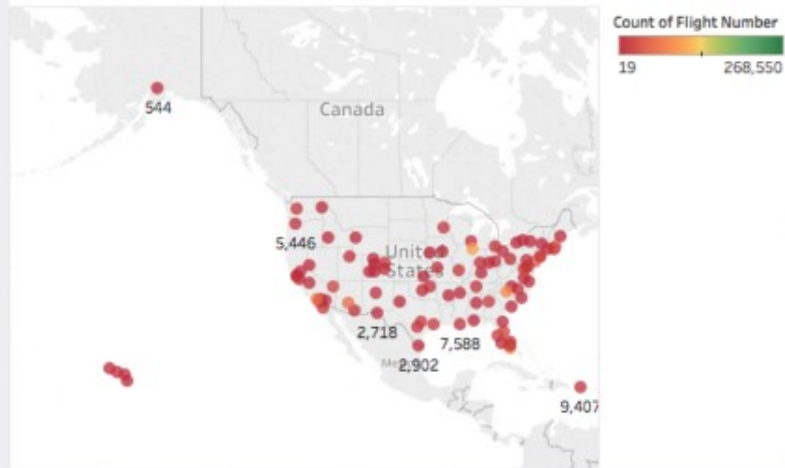 Count of Flight Number
19 268,550
544
Canada
5,446
United
States
2,718
7,588
2,902
9,407